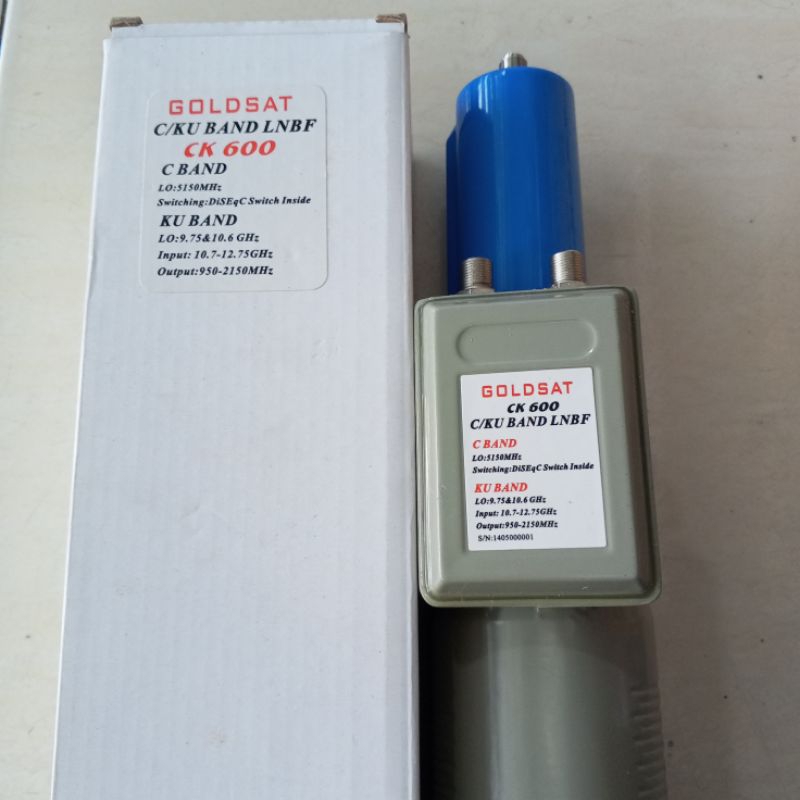 GOLDSAT
C/KU BAND LNBF
CK 600
C BAND
LO:5150MHz
Switching:DiSEqC Switch Inside
KU BAND
LO:9.75&10.6 GHz
Input: 10.7-12.75GHz
Output:950-2150MHz
GOLDSAT
CK 600
C/KU BAND LNBF
C BAND
LO:5150MHz
Switching:DiSEqC Switch Inside
KU BAND
LO:9.75&10.6 GHz
Input: 10.7-12.75GHz
Output:950-2150MHz
S/N:1405000001